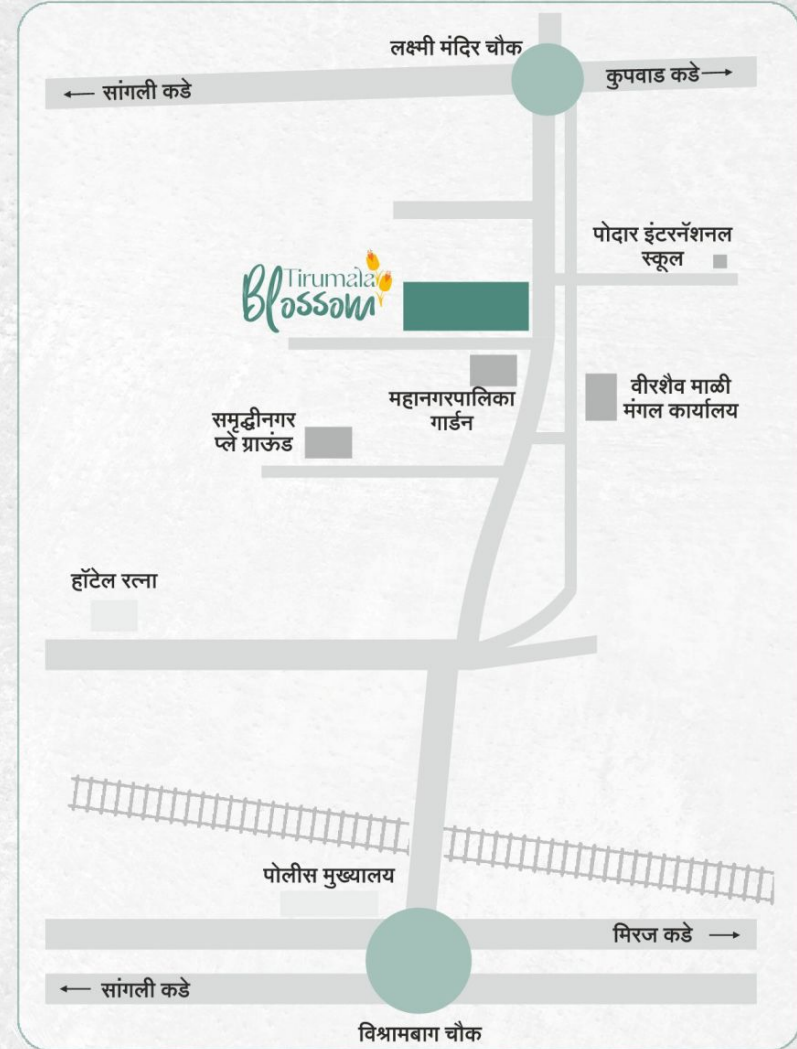 लक्ष्मी मंदिर चौक
सांगली कडे
कुपवाड कडे
पोदार इंटरनॅशनल
स्कूल
Tirumala
Blossom
महानगरपालिका
गार्डन
वीरशैव माळी
मंगल कार्यालय
समृद्धीनगर
प्ले ग्राऊंड
हॉटेल रत्ना
पोलीस मुख्यालय
मिरज कडे
सांगली कडे
विश्रामबाग चौक